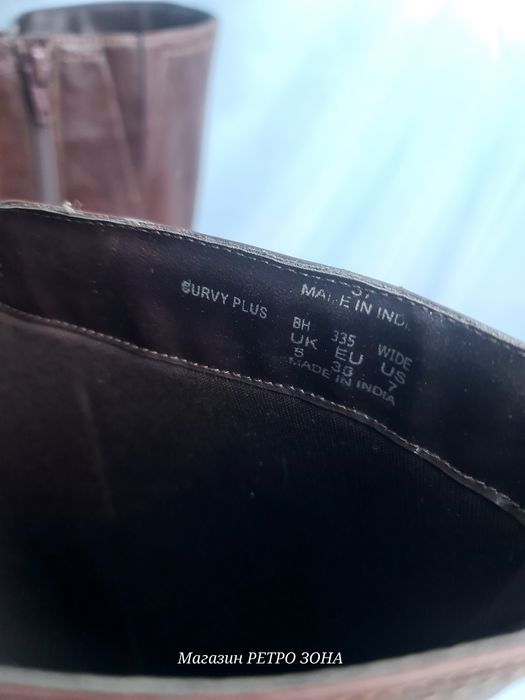 MADE IN INDI
CURVY PLUS
BH 335 WIDE
UK EU US
5 38 7
MADE IN INDIA
Магазин РЕТРО ЗОНА